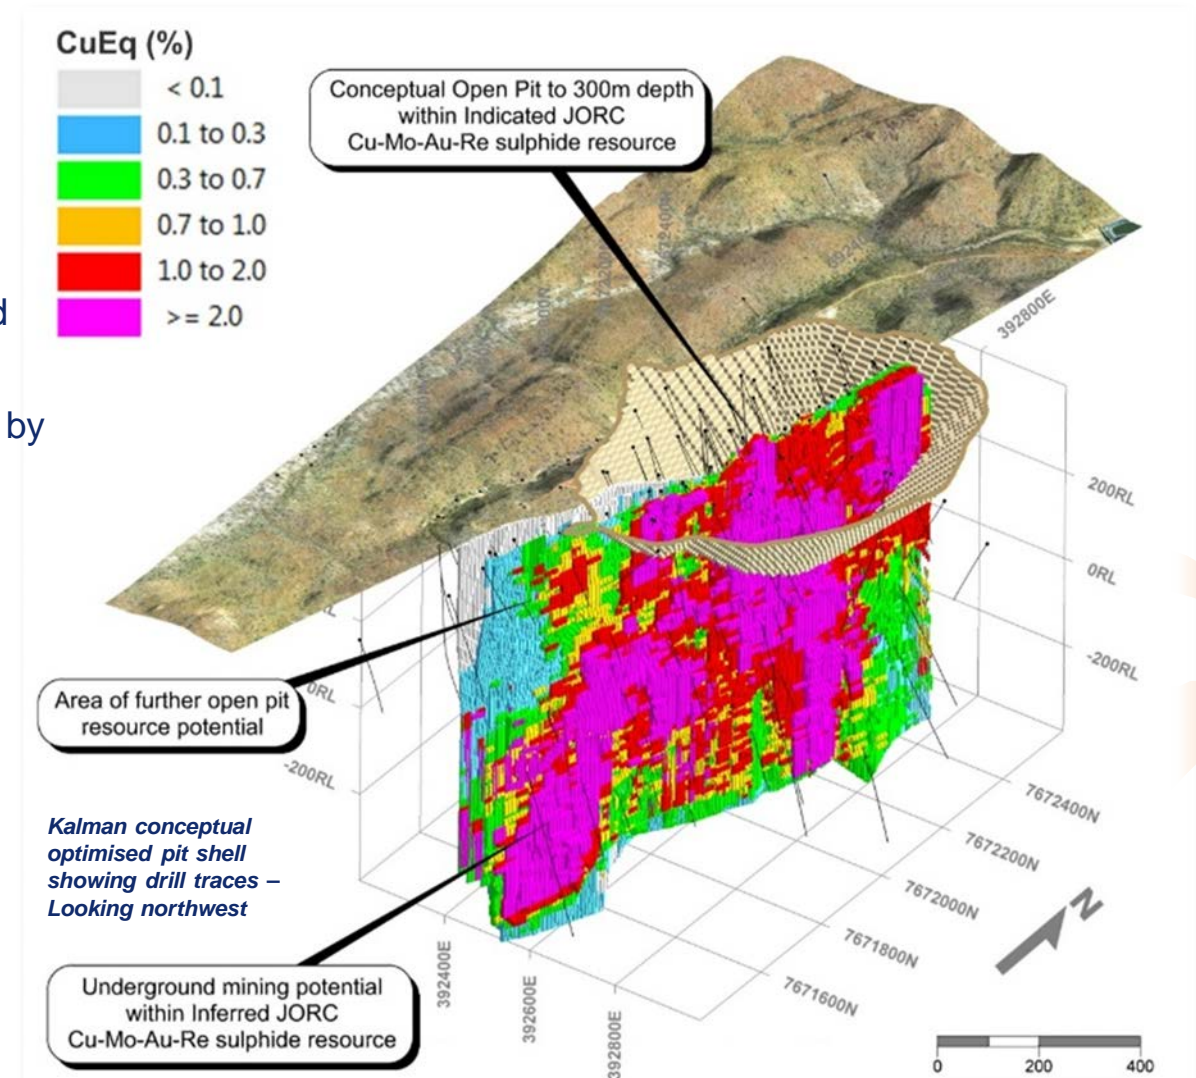 CuEq (%)
< 0.1
0.1 to 0.3
0.3 to 0.7
0.7 to 1.0
1.0 to 2.0
>= 2.0
Conceptual Open Pit to 300m depth
within Indicated JORC
Cu-Mo-Au-Re sulphide resource
d
by
392800E
200RL
0RL
-200RL
Area of further open pit
resource potential
0RL
-200RL
Kalman conceptual
optimised pit shell
showing drill traces –
Looking northwest
7672400N
7672200N
7672000N
7671800N
7671600N
N
392400E
392600E
392800E
Underground mining potential
within Inferred JORC
Cu-Mo-Au-Re sulphide resource
0 200 400